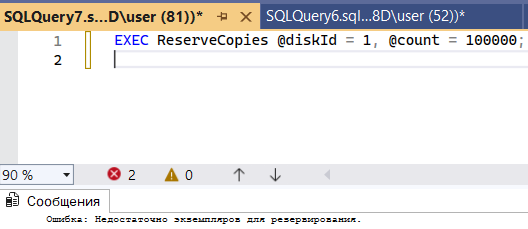 SQLQuery7.s...D\user (81))*
SQLQuery6.sql...8D\user (52))*
1 EXEC ReserveCopies @diskId = 1, @count = 100000;
2
90 %
2
0
Сообщения
Ошибка: Недостаточно экземпляров для резервирования.